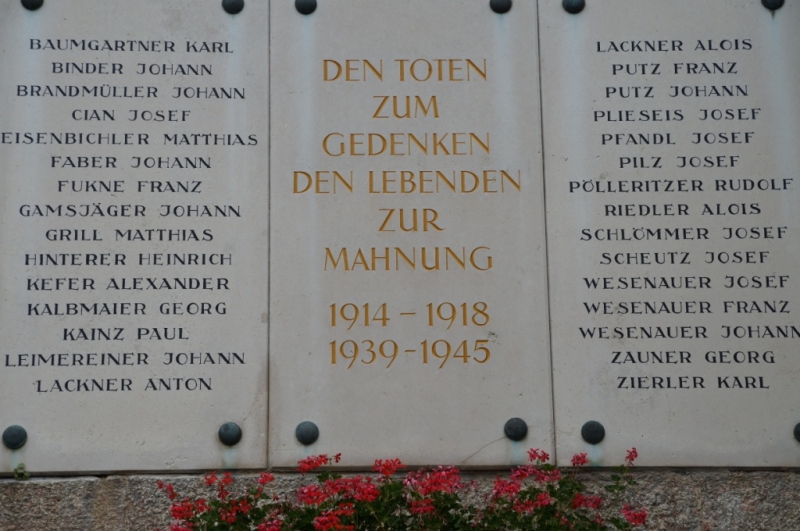 BAUMGARTNER KARL
BINDER JOHANN
BRANDMÜLLER JOHANN
CIAN JOSEF
EISENBICHLER MATTHIAS
FABER JOHANN
FUKNE FRANZ
GAMSJÄGER JOHANN
GRILL MATTHIAS
HINTERER HEINRICH
KEFER ALEXANDER
KALBMAIER GEORG
KAINZ PAUL
LEIMEREINER JOHANN
LACKNER ANTON
DEN TOTEN
ZUM
GEDENKEN
DEN LEBENDEN
ZUR
MAHNUNG
1914 – 1918
1939 - 1945
LACKNER ALOIS
PUTZ FRANZ
PUTZ JOHANN
PLIESEIS JOSEF
PFANDL JOSEF
PILZ JOSEF
PÖLLERITZER RUDOLF
RIEDLER ALOIS
SCHLÖMMER JOSEF
SCHEUTZ JOSEF
WESENAUER JOSEF
WESENAUER FRANZ
WESENAUER JOHANN
ZAUNER GEORG
ZIERLER KARL